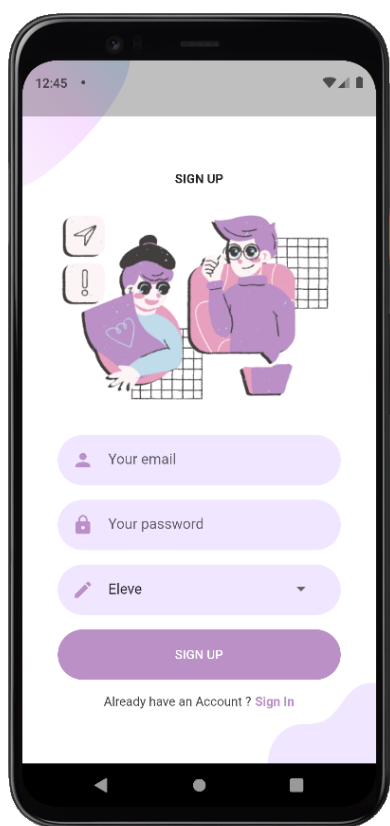 12:45
SIGN UP
Your email
Your password
Eleve
SIGN UP
Already have an Account ? Sign In